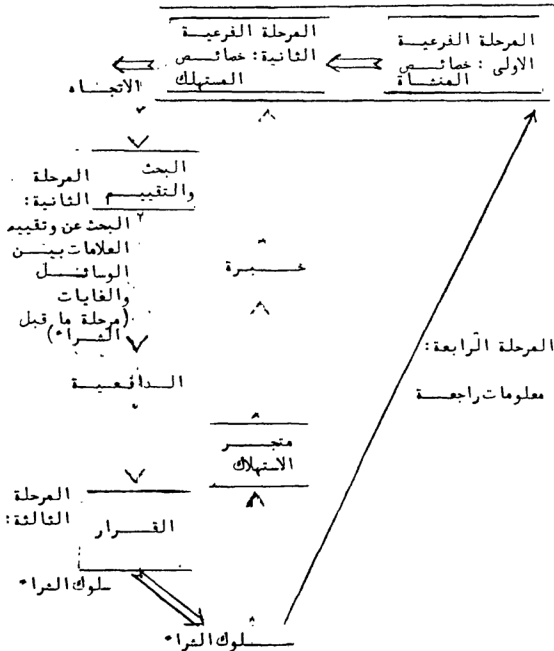 المرحلة الفرعية
الاولى : خصائص
المنشاة
المرحلة الفرعية
الثانية: خصائص
المستهلك
الاتجاه
البحث
والتقييم
المرحلة
الثانية:
البحث عن وتقييم
العلامات بين
الوسائل
والغايات
(مرحلة ما قبل
الشراء)
خبرة
المرحلة الرابعة:
معلومات راجعة
الدافعية
متجر
الاستهلاك
المرحلة
الثالثة:
القرار
سلوك الشراء
سلوك الشراء